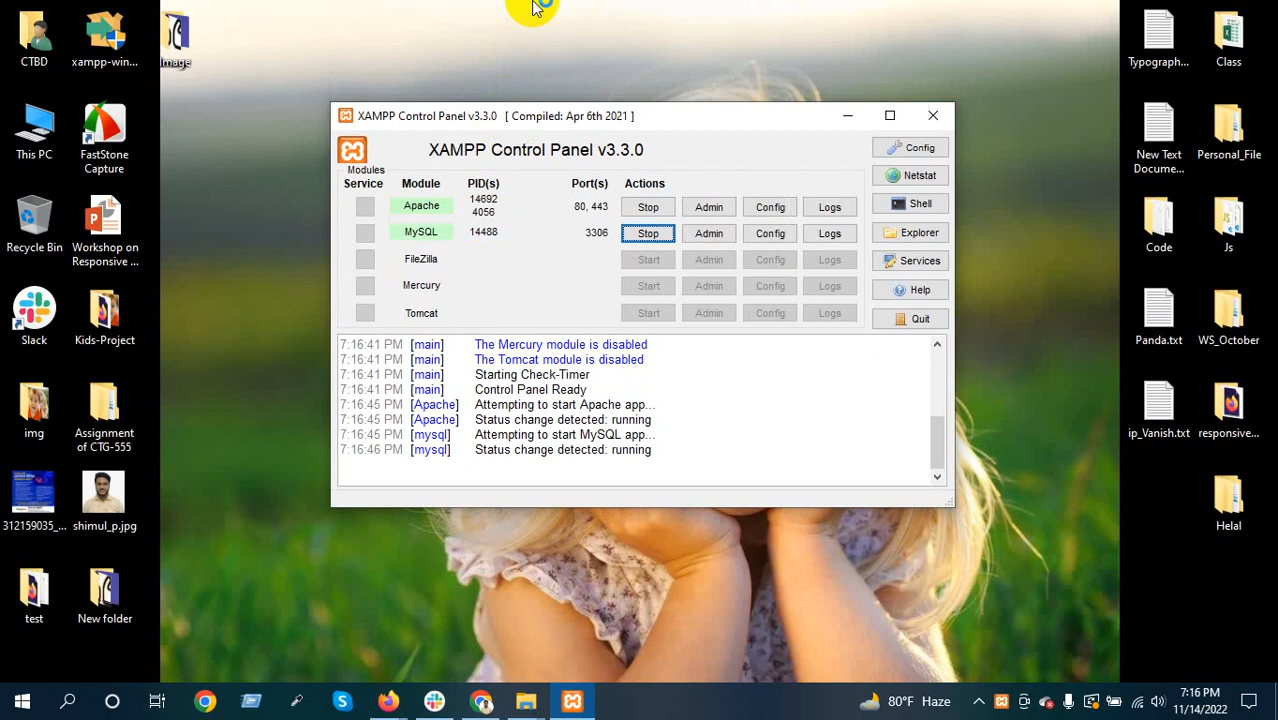 CTBD
xampp-win...
Image
Typograph...
Class
This PC
FastStone
Capture
New Text
Document
Personal_File
Recycle Bin
Workshop on
Responsive ...
Code
Js
Slack
Kids-Project
Panda.txt
WS_October
img
Assignment
of CTG-555
ip_Vanish.txt
responsive...
312159035_...
shimul_p.jpg
Helal
test
New folder
XAMPP Control Panel v3.3.0 [ Compiled: Apr 6th 2021 ]
XAMPP Control Panel v3.3.0
Config
Modules
Service Module PID(s) Port(s) Actions
Netstat
Apache 14692 4056 80, 443 Stop Admin Config Logs
Shell
MySQL 14488 3306 Stop Admin Config Logs
Explorer
FileZilla Start Admin Config Logs
Services
Mercury Start Admin Config Logs
Help
Tomcat Start Admin Config Logs
Quit
7:16:41 PM [main] The Mercury module is disabled
7:16:41 PM [main] The Tomcat module is disabled
7:16:41 PM [main] Starting Check-Timer
7:16:41 PM [main] Control Panel Ready
7:16:45 PM [Apache] Attempting to start Apache app...
7:16:45 PM [Apache] Status change detected: running
7:16:45 PM [mysql] Attempting to start MySQL app...
7:16:46 PM [mysql] Status change detected: running
80°F Haze
7:16 PM
11/14/2022